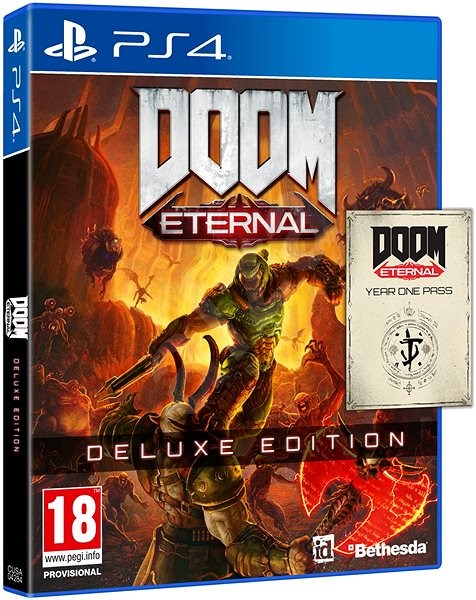 PS4
PS4
DOOM
ETERNAL
DOOM
ETERNAL
YEAR ONE PASS
DOOM
ETERNAL
DELUXE EDITION
DELUXE EDITION
18
www.pegi.info
PROVISIONAL
id
Bethesda
CUSA
04284